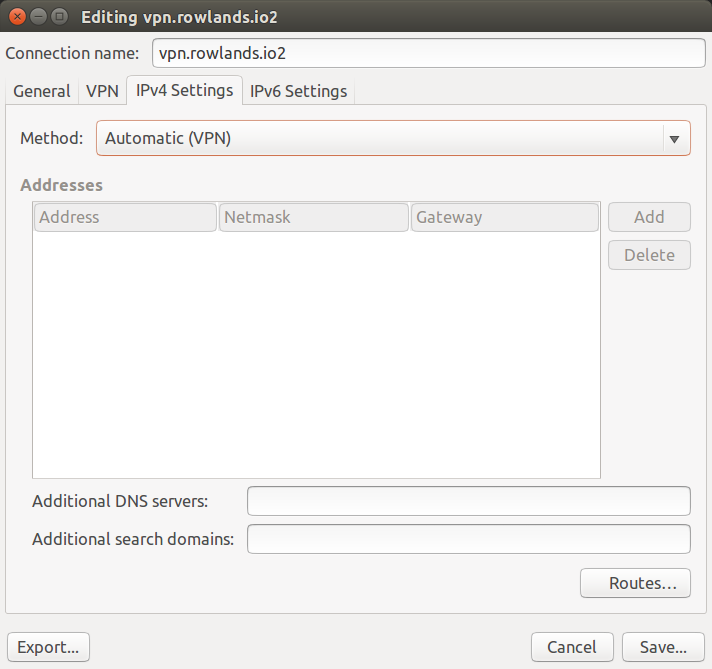 Editing vpn.rowlands.io2
Connection name: vpn.rowlands.io2
General VPN IPv4 Settings IPv6 Settings
Method: Automatic (VPN)
Addresses
Address Netmask Gateway Add
Delete
Additional DNS servers:
Additional search domains:
Routes...
Export... Cancel Save...